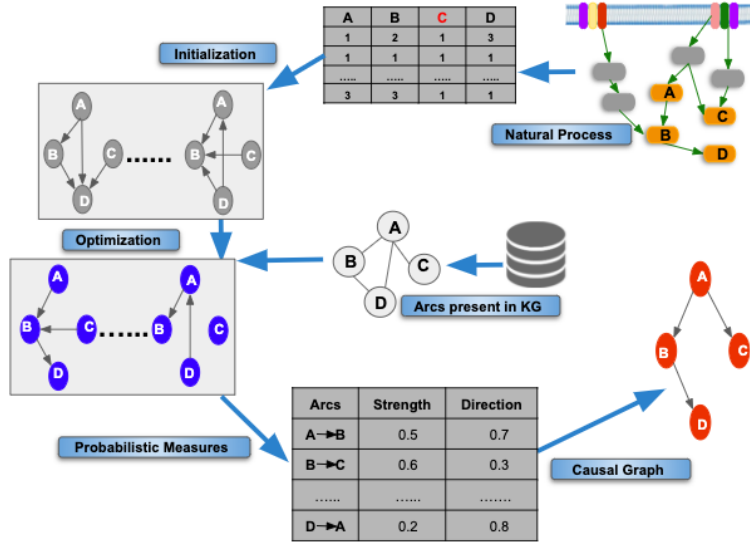 A B C D
1 2 1 3
1 1 1 1
..... ..... ..... .....
3 3 1 1
Initialization
Natural Process
A
C
B
D
A
B
C
D
......
A
B
C
D
Optimization
A
B
C
D
Arcs present in KG
A
B
C
D
......
A
B
C
D
Probabilistic Measures
Arcs Strength Direction
A→B 0.5 0.7
B→C 0.6 0.3
...... ...... .......
D→A 0.2 0.8
Causal Graph
A
B
C
D